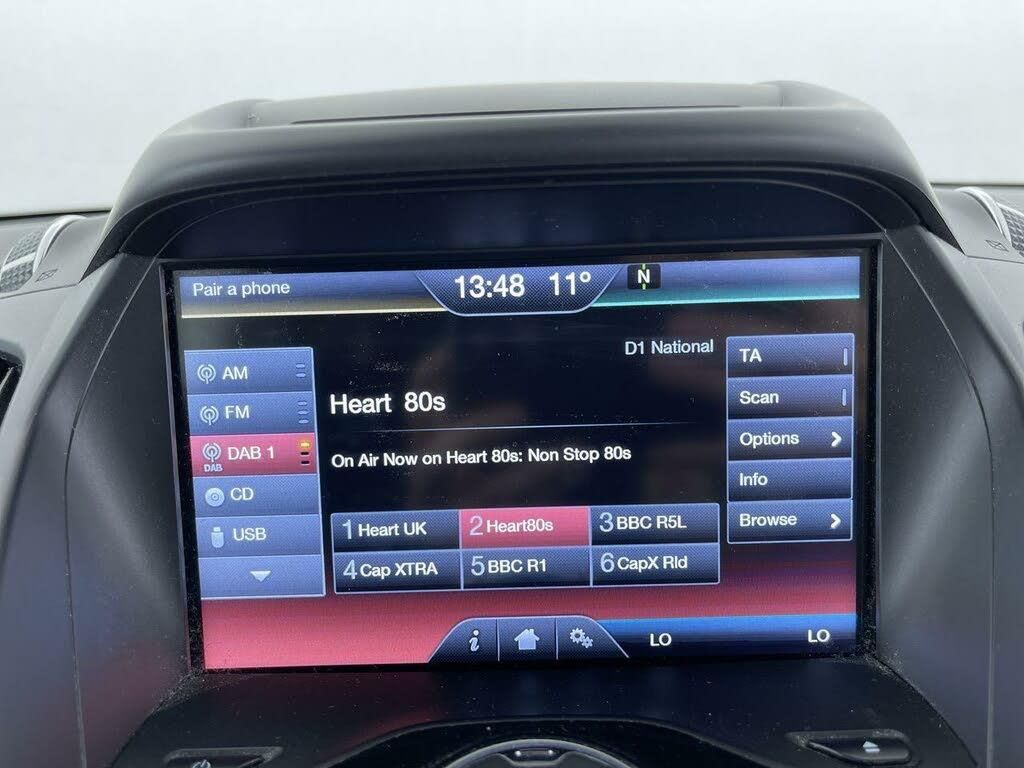 Pair a phone
13:48 11°
N
D1 National
AM
FM
DAB
DAB 1
CD
USB
Heart 80s
On Air Now on Heart 80s: Non Stop 80s
1 Heart UK
2 Heart80s
3 BBC R5L
4 Cap XTRA
5 BBC R1
6 CapX Rld
TA
Scan
Options
Info
Browse
i
LO
LO